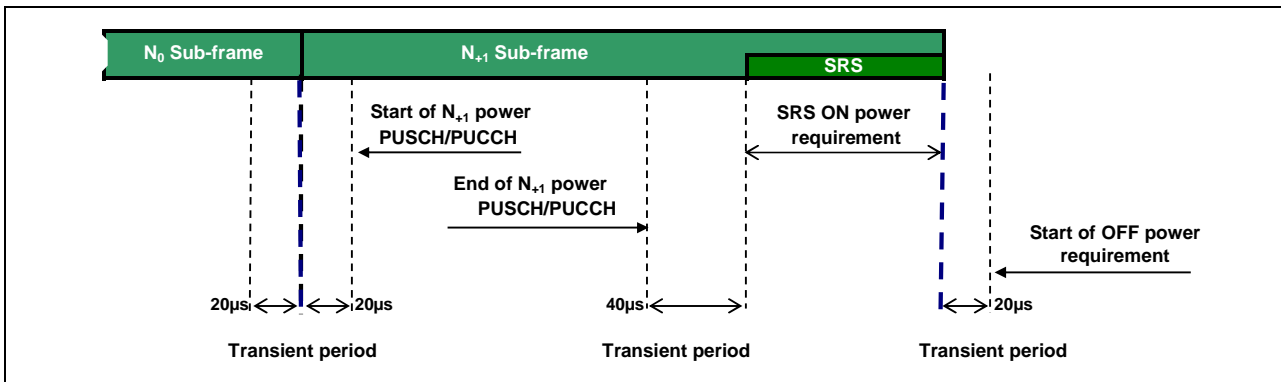 N0 Sub-frame
N+1 Sub-frame
SRS
Start of N+1 power
PUSCH/PUCCH
SRS ON power
requirement
End of N+1 power
PUSCH/PUCCH
Start of OFF power
requirement
20µs
20µs
40µs
20µs
Transient period
Transient period
Transient period